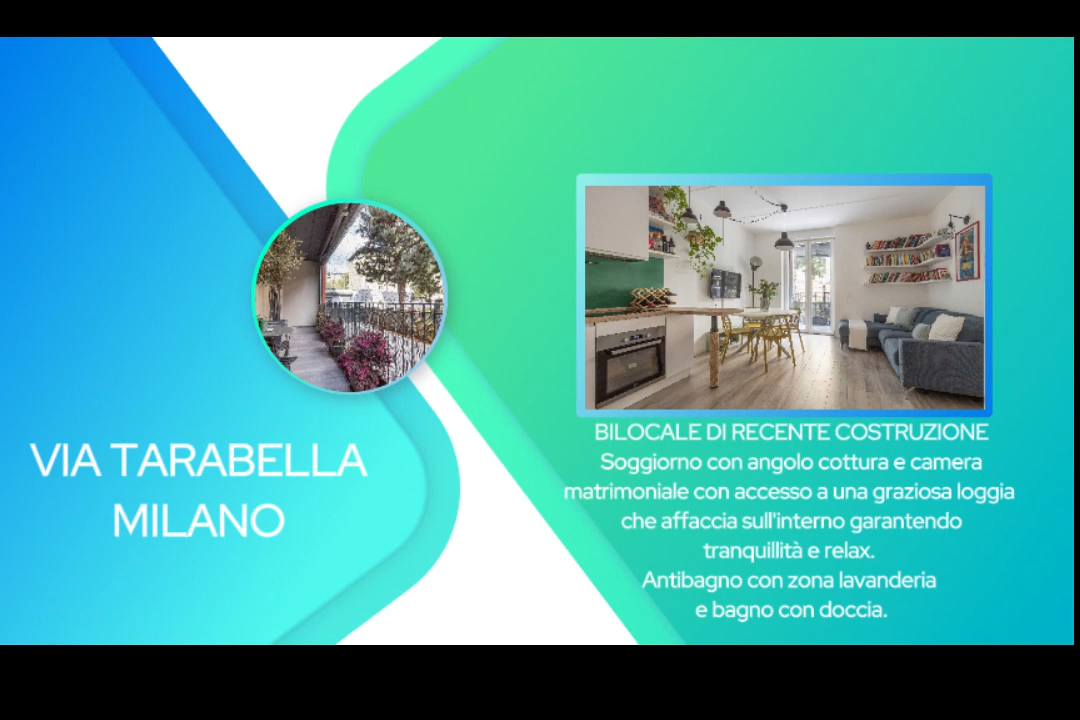 VIA TARABELLA
MILANO
BILOCALE DI RECENTE COSTRUZIONE
Soggiorno con angolo cottura e camera
matrimoniale con accesso a una graziosa loggia
che affaccia sull'interno garantendo
tranquillità e relax.
Antibagno con zona lavanderia
e bagno con doccia.